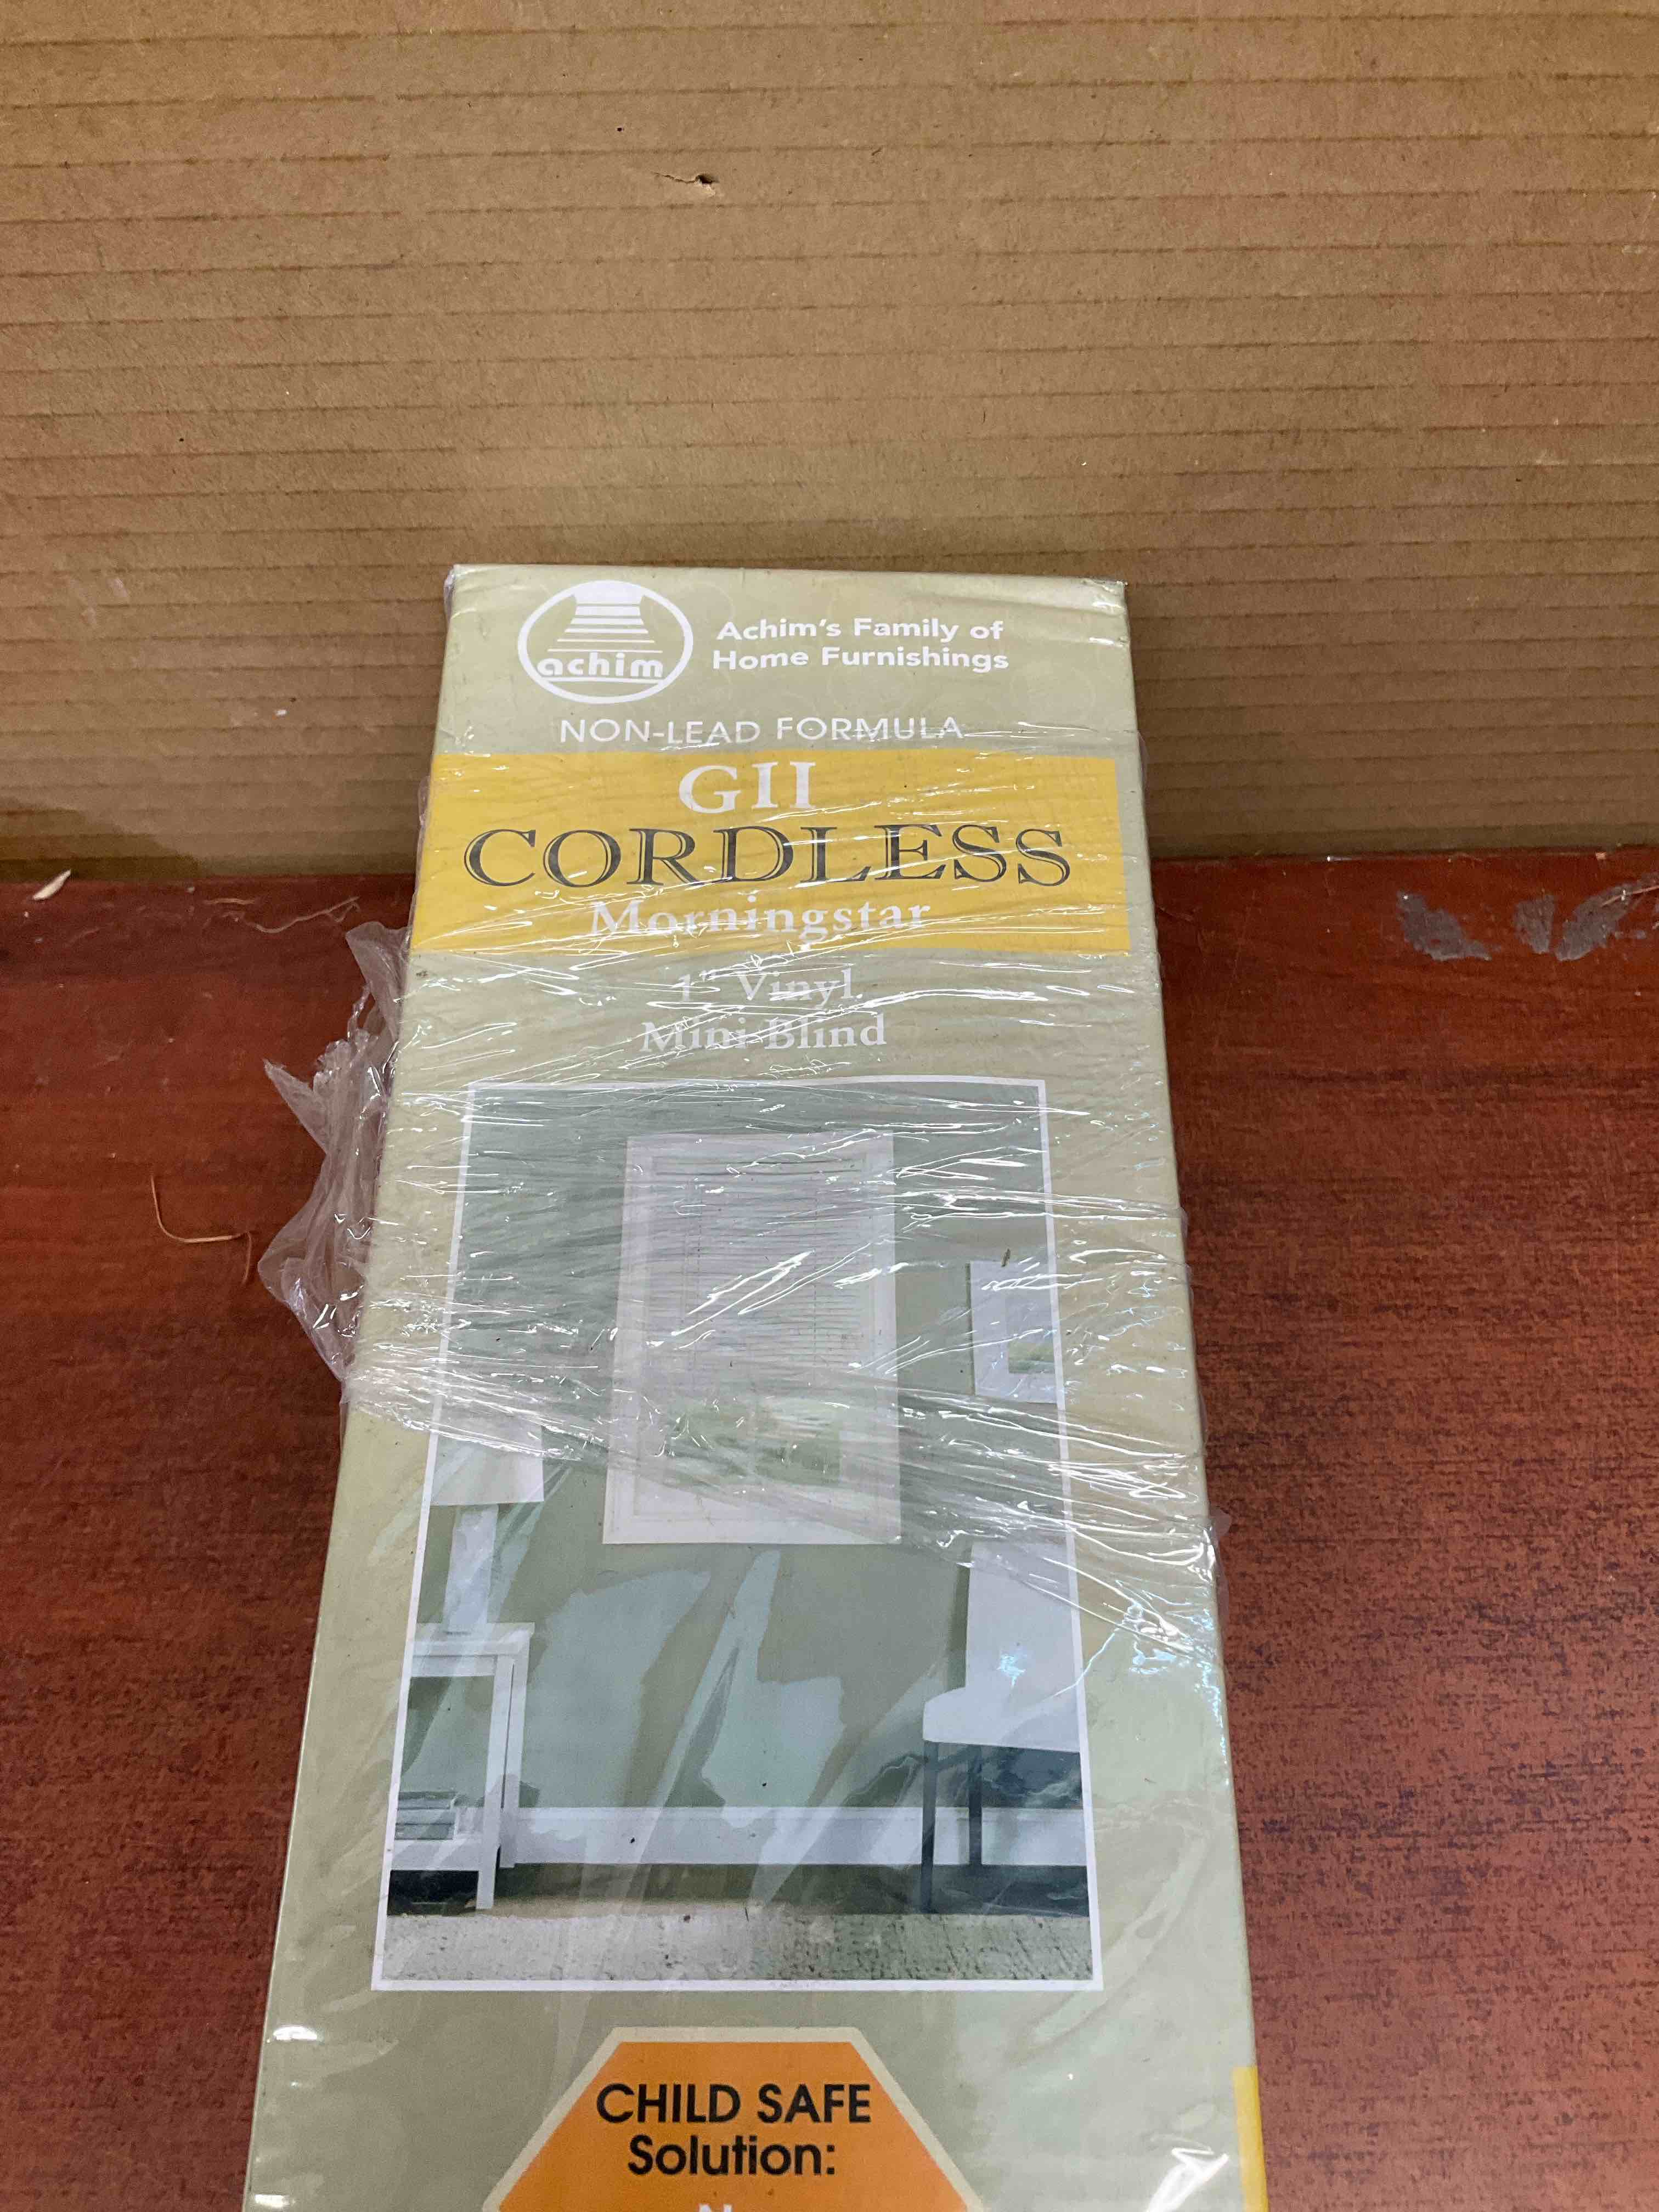 achim
Achim's Family of
Home Furnishings
NON-LEAD FORMULA
GII
CORDLESS
Morningstar
1" Vinyl
Mini Blind
CHILD SAFE
Solution: